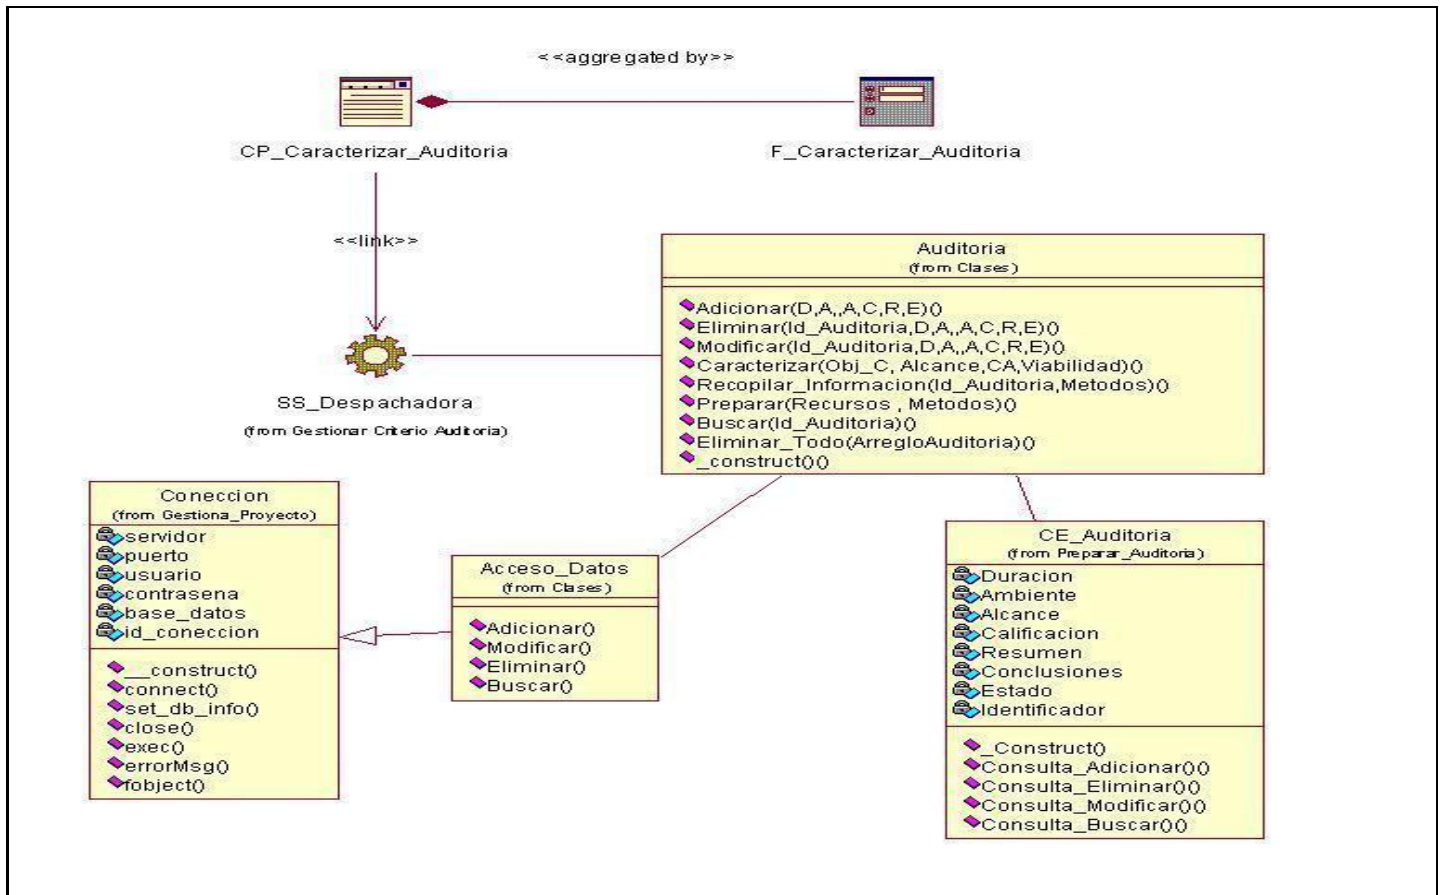 <<aggregated by>>
CP_Caracterizar_Auditoria
F_Caracterizar_Auditoria
<<link>>
SS_Despachadora
(from Gestionar Criterio Auditoria)
Auditoria
(from Clases)
Adicionar(D,A,,A,C,R,E)()
Eliminar(Id_Auditoria,D,A,,A,C,R,E)()
Modificar(Id_Auditoria,D,A,,A,C,R,E)()
Caracterizar(Obj_C, Alcance,CA,Viabilidad)()
Recopilar_Informacion(Id_Auditoria,Metodos)()
Preparar(Recursos , Metodos)()
Buscar(Id_Auditoria)()
Eliminar_Todo(ArregloAuditoria)()
_construct()()
Coneccion
(from Gestiona_Proyecto)
servidor
puerto
usuario
contrasena
base_datos
id_coneccion
__construct()
connect()
set_db_info()
close()
exec()
errorMsg()
fobject()
Acceso_Datos
(from Clases)
Adicionar()
Modificar()
Eliminar()
Buscar()
CE_Auditoria
(from Preparar_Auditoria)
Duracion
Ambiente
Alcance
Calificacion
Resumen
Conclusiones
Estado
Identificador
_Construct()
Consulta_Adicionar()()
Consulta_Eliminar()()
Consulta_Modificar()()
Consulta_Buscar()()